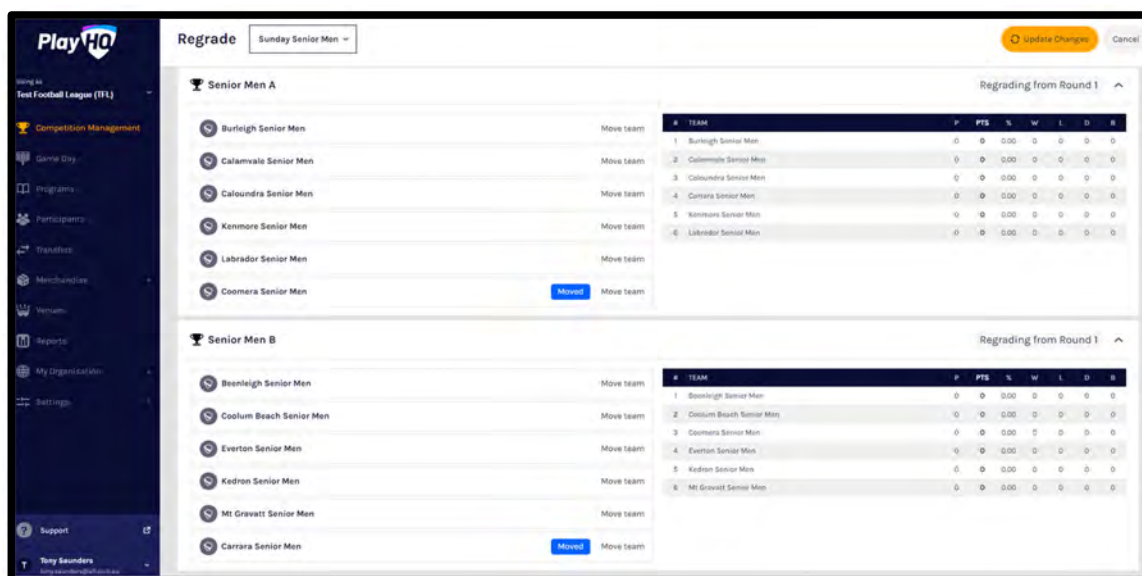 PlayHQ
Regrade
Sunday Senior Men
Update Changes
Cancel
Using as
Test Football League (TFL)
Competition Management
Game Day
Programs
Participants
Transfers
Merchandise
Venues
Reports
My Organisation
Settings
Support
Tony Saunders
Senior Men A
Regrading from Round 1
Burleigh Senior Men Move team
Calamvale Senior Men Move team
Caloundra Senior Men Move team
Kenmore Senior Men Move team
Labrador Senior Men Move team
Coomera Senior Men Moved Move team
# TEAM P PTS % W L D B
1 Burleigh Senior Men 0 0 0.00 0 0 0 0
2 Calamvale Senior Men 0 0 0.00 0 0 0 0
3 Caloundra Senior Men 0 0 0.00 0 0 0 0
4 Carrara Senior Men 0 0 0.00 0 0 0 0
5 Kenmore Senior Men 0 0 0.00 0 0 0 0
6 Labrador Senior Men 0 0 0.00 0 0 0 0
Senior Men B
Regrading from Round 1
Beenleigh Senior Men Move team
Coolum Beach Senior Men Move team
Everton Senior Men Move team
Kedron Senior Men Move team
Mt Gravatt Senior Men Move team
Carrara Senior Men Moved Move team
# TEAM P PTS % W L D B
1 Beenleigh Senior Men 0 0 0.00 0 0 0 0
2 Coolum Beach Senior Men 0 0 0.00 0 0 0 0
3 Coomera Senior Men 0 0 0.00 0 0 0 0
4 Everton Senior Men 0 0 0.00 0 0 0 0
5 Kedron Senior Men 0 0 0.00 0 0 0 0
6 Mt Gravatt Senior Men 0 0 0.00 0 0 0 0